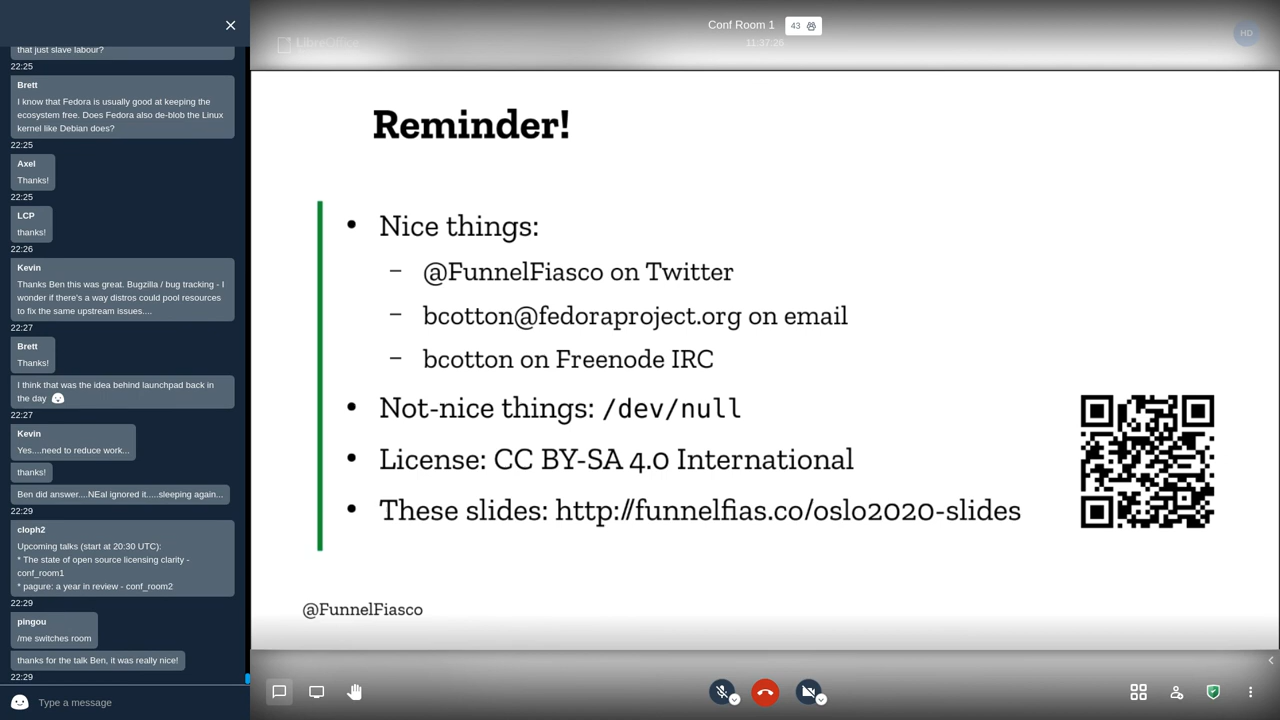 that just slave labour?
22:25
Brett
I know that Fedora is usually good at keeping the
ecosystem free. Does Fedora also de-blob the Linux
kernel like Debian does?
22:25
Axel
Thanks!
22:25
LCP
thanks!
22:26
Kevin
Thanks Ben this was great. Bugzilla / bug tracking - I
wonder if there's a way distros could pool resources
to fix the same upstream issues....
22:27
Brett
Thanks!
I think that was the idea behind launchpad back in
the day
22:27
Kevin
Yes....need to reduce work...
thanks!
Ben did answer....NEal ignored it.....sleeping again...
22:29
cloph2
Upcoming talks (start at 20:30 UTC):
* The state of open source licensing clarity -
conf_room1
* pagure: a year in review - conf_room2
22:29
pingou
/me switches room
thanks for the talk Ben, it was really nice!
22:29
Type a message
Conf Room 1
43
11:37:26
LibreOffice
HD
Reminder!
• Nice things:
– @FunnelFiasco on Twitter
– bcotton@fedoraproject.org on email
– bcotton on Freenode IRC
• Not-nice things: /dev/null
• License: CC BY-SA 4.0 International
• These slides: http://funnelfias.co/oslo2020-slides
@FunnelFiasco